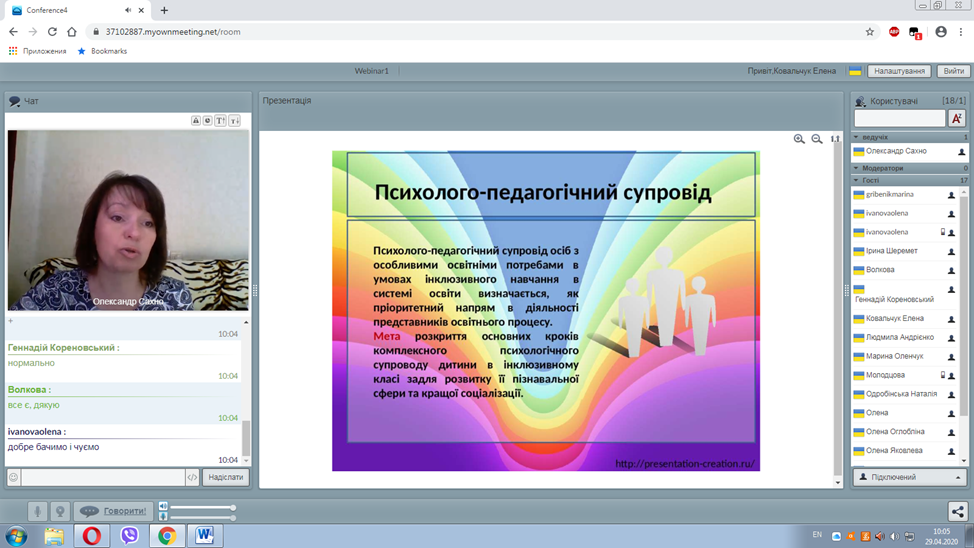 Conference4
37102887.myownmeeting.net/room
ABP
1
Приложения
Bookmarks
Webinar1
Привіт,Ковальчук Елена
Налаштування
Вийти
Чат
Олександр Сахно
+
10:04
Геннадій Кореновський :
нормально
10:04
Волкова :
все є, дякую
10:04
ivanovaolena :
добре бачимо і чуємо
10:04
Надіслати
Говорити!
Презентація
1:1
Психолого-педагогічний супровід
Психолого-педагогічний супровід осіб з
особливими освітніми потребами в
умовах інклюзивного навчання в
системі освіти визначається, як
пріоритетний напрям в діяльності
представників освітнього процесу.
Мета розкриття основних кроків
комплексного психологічного
супроводу дитини в інклюзивному
класі задля розвитку її пізнавальної
сфери та кращої соціалізації.
http://presentation-creation.ru/
Користувачі [18/1]
ведучіх 1
Олександр Сахно
Модератори 0
Гості 17
gribenikmarina
ivanovaolena
ivanovaolena
Ірина Шеремет
Волкова
Геннадій Кореновський
Ковальчук Елена
Людмила Андрієнко
Марина Оленчук
Молодцова
Одробінська Наталія
Олена
Олена Оглобліна
Олена Яковлева
Підключений
EN
10:05
29.04.2020